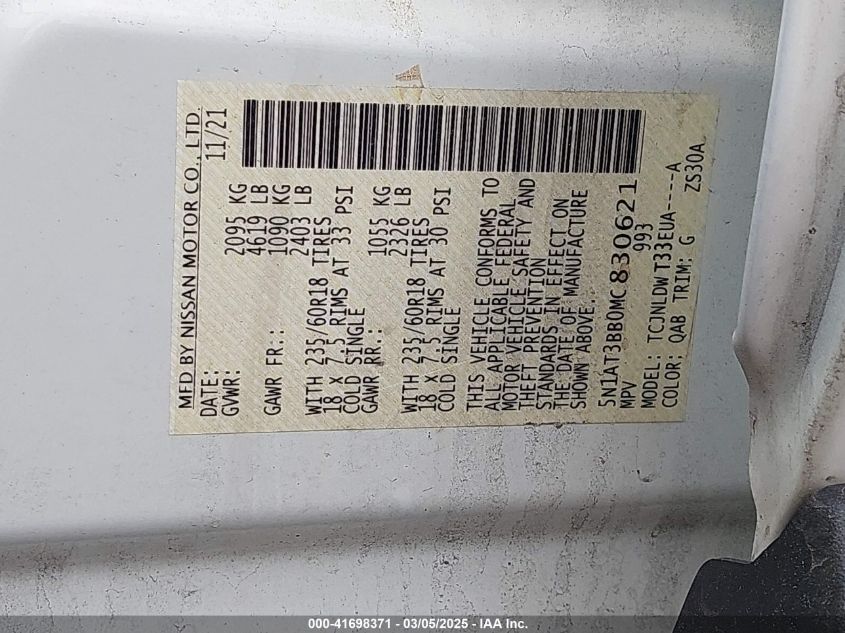 MFD BY NISSAN MOTOR CO., LTD.
DATE: 11/21
GVWR: 2095 KG
4619 LB
GAWR FR.: 1090 KG
2403 LB
WITH 235/60R18 TIRES
18 X 7.5 RIMS AT 33 PSI
COLD SINGLE
GAWR RR.: 1055 KG
2326 LB
WITH 235/60R18 TIRES
18 X 7.5 RIMS AT 30 PSI
COLD SINGLE
THIS VEHICLE CONFORMS TO
ALL APPLICABLE FEDERAL
MOTOR VEHICLE SAFETY AND
THEFT PREVENTION
STANDARDS IN EFFECT ON
THE DATE OF MANUFACTURE
SHOWN ABOVE.
5N1AT3BB0MC830621
MPV 993
MODEL: TCJNLDW T33EUA----A
COLOR: QAB TRIM: G ZS30A
000-41698371 - 03/05/2025 - IAA Inc.